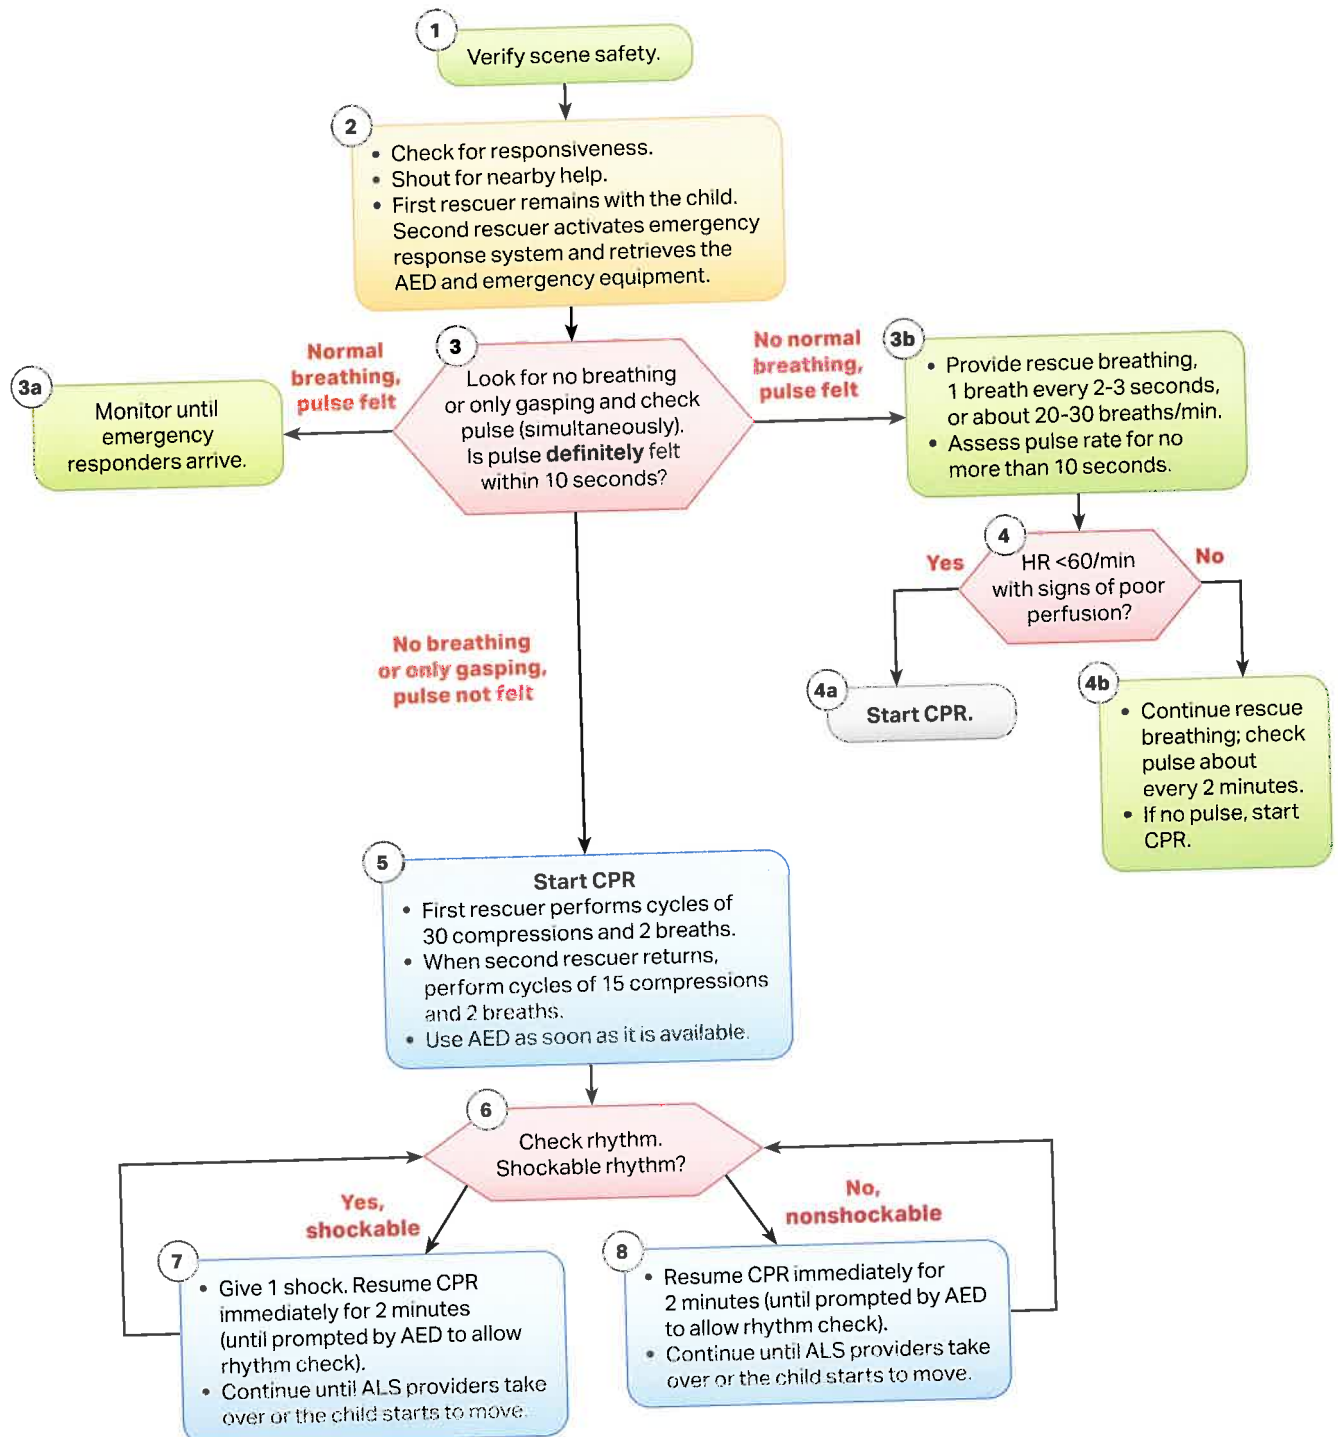 1
Verify scene safety.
2
• Check for responsiveness.
• Shout for nearby help.
• First rescuer remains with the child.
Second rescuer activates emergency
response system and retrieves the
AED and emergency equipment.
3
Look for no breathing
or only gasping and check
pulse (simultaneously).
Is pulse definitely felt
within 10 seconds?
Normal
breathing,
pulse felt
3a
Monitor until
emergency
responders arrive.
No normal
breathing,
pulse felt
3b
• Provide rescue breathing,
1 breath every 2-3 seconds,
or about 20-30 breaths/min.
• Assess pulse rate for no
more than 10 seconds.
4
HR <60/min
with signs of poor
perfusion?
Yes
No
4a
Start CPR.
4b
• Continue rescue
breathing; check
pulse about
every 2 minutes.
• If no pulse, start
CPR.
No breathing
or only gasping,
pulse not felt
5
Start CPR
• First rescuer performs cycles of
30 compressions and 2 breaths.
• When second rescuer returns,
perform cycles of 15 compressions
and 2 breaths.
• Use AED as soon as it is available.
6
Check rhythm.
Shockable rhythm?
Yes,
shockable
No,
nonshockable
7
• Give 1 shock. Resume CPR
immediately for 2 minutes
(until prompted by AED to allow
rhythm check).
• Continue until ALS providers take
over or the child starts to move.
8
• Resume CPR immediately for
2 minutes (until prompted by AED
to allow rhythm check).
• Continue until ALS providers take
over or the child starts to move.